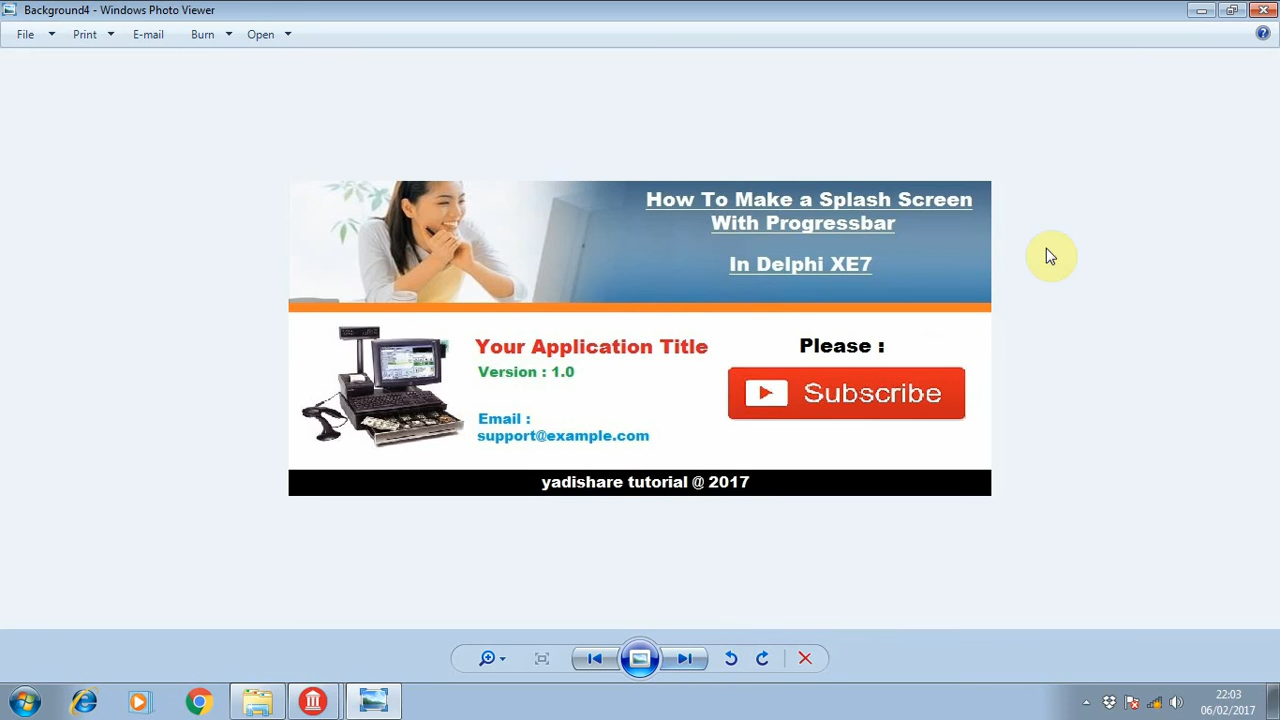 Background4 - Windows Photo Viewer
File Print E-mail Burn Open
How To Make a Splash Screen
With Progressbar
In Delphi XE7
Your Application Title
Version : 1.0
Email :
support@example.com
Please :
Subscribe
yadishare tutorial @ 2017
22:03
06/02/2017